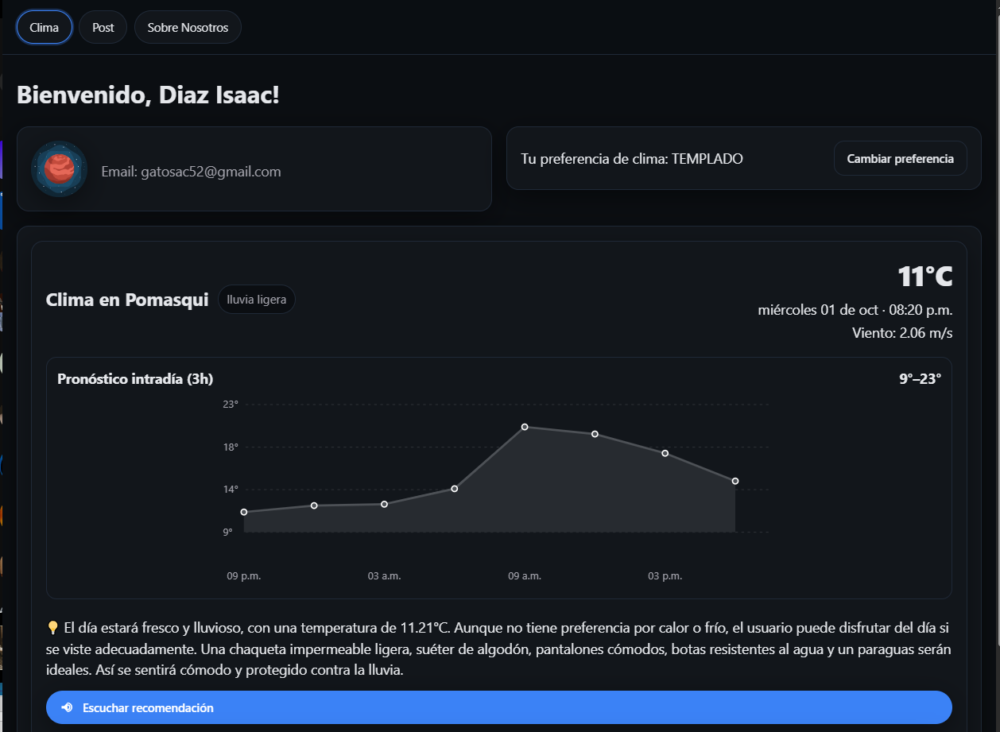 Clima
Post
Sobre Nosotros
Bienvenido, Diaz Isaac!
Email: gatosac52@gmail.com
Tu preferencia de clima: TEMPLADO
Cambiar preferencia
Clima en Pomasqui
lluvia ligera
11°C
miércoles 01 de oct · 08:20 p.m.
Viento: 2.06 m/s
Pronóstico intradía (3h)
9°–23°
23°
18°
14°
9°
09 p.m.
03 a.m.
09 a.m.
03 p.m.
El día estará fresco y lluvioso, con una temperatura de 11.21°C. Aunque no tiene preferencia por calor o frío, el usuario puede disfrutar del día si
se viste adecuadamente. Una chaqueta impermeable ligera, suéter de algodón, pantalones cómodos, botas resistentes al agua y un paraguas serán
ideales. Así se sentirá cómodo y protegido contra la lluvia.
Escuchar recomendación